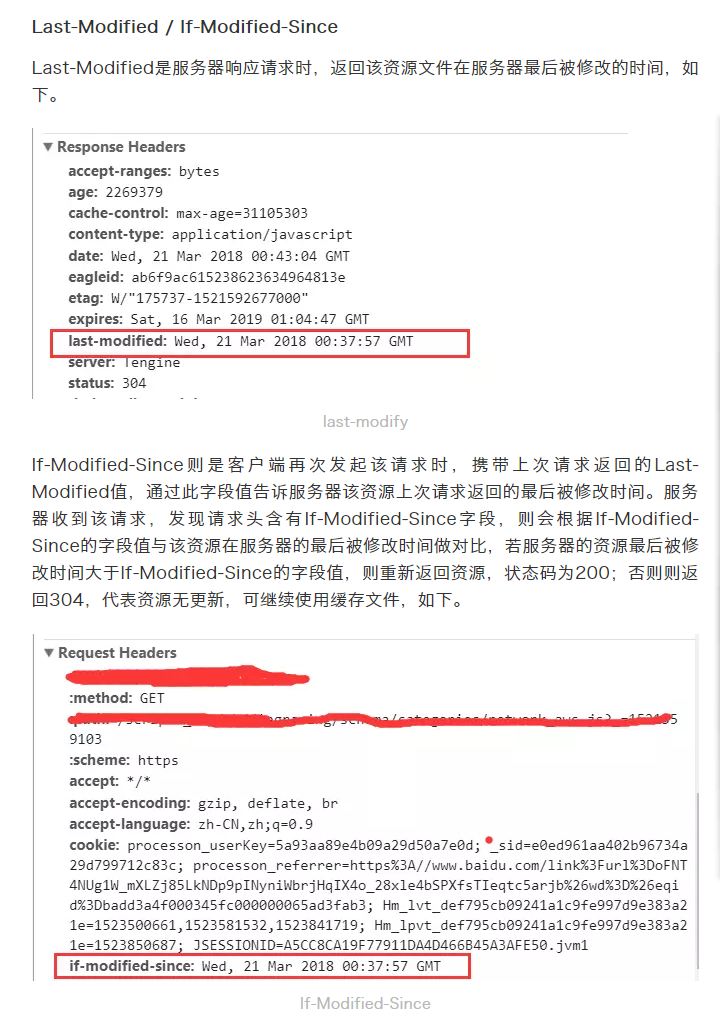 Last-Modified / If-Modified-Since
Last-Modified是服务器响应请求时，返回该资源文件在服务器最后被修改的时间，如
下。
▼ Response Headers
accept-ranges: bytes
age: 2269379
cache-control: max-age=31105303
content-type: application/javascript
date: Wed, 21 Mar 2018 00:43:04 GMT
eagleid: ab6f9ac615238623634964813e
etag: W/"175737-1521592677000"
expires: Sat, 16 Mar 2019 01:04:47 GMT
last-modified: Wed, 21 Mar 2018 00:37:57 GMT
server: Tengine
status: 304
last-modify
If-Modified-Since则是客户端再次发起该请求时，携带上次请求返回的Last-
Modified值，通过此字段值告诉服务器该资源上次请求返回的最后被修改时间。服务
器收到该请求，发现请求头含有If-Modified-Since字段，则会根据If-Modified-
Since的字段值与该资源在服务器的最后被修改时间做对比，若服务器的资源最后被修
改时间大于If-Modified-Since的字段值，则重新返回资源，状态码为200；否则则返
回304，代表资源无更新，可继续使用缓存文件，如下。
▼ Request Headers
:method: GET
9103
:scheme: https
accept: */*
accept-encoding: gzip, deflate, br
accept-language: zh-CN,zh;q=0.9
cookie: processon_userKey=5a93aa89e4b09a29d50a7e0d; _sid=e0ed961aa402b96734a
29d799712c83c; processon_referrer=https%3A//www.baidu.com/link%3Furl%3DoFNT
4NUg1W_mXLZj85LkNDp9pINyniWbrjHqIX4o_28xle4bSPXfsTIeqtc5arjb%26wd%3D%26eqi
d%3Dbadd3a4f000345fc000000065ad3fab3; Hm_lvt_def795cb09241a1c9fe997d9e383a2
1e=1523500661,1523581532,1523841719; Hm_lpvt_def795cb09241a1c9fe997d9e383a2
1e=1523850687; JSESSIONID=A5CC8CA19F77911DA4D466B45A3AFE50.jvm1
if-modified-since: Wed, 21 Mar 2018 00:37:57 GMT
If-Modified-Since